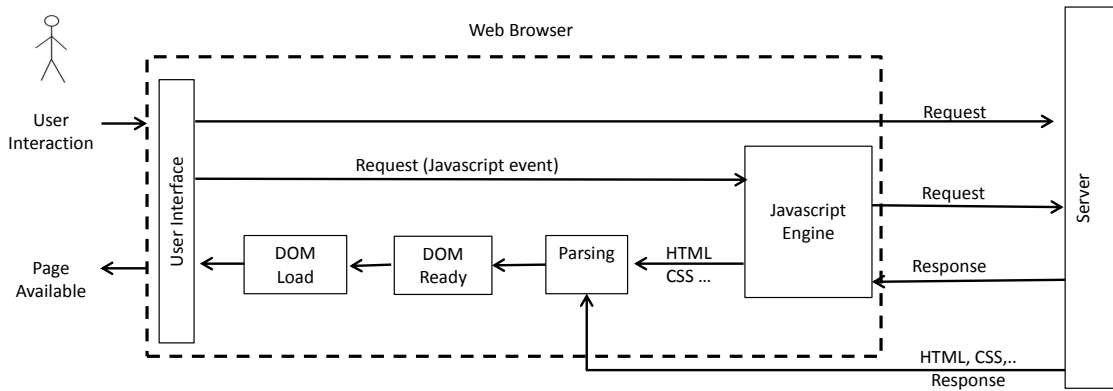 Web Browser
User
Interaction
Request
User Interface
Request (Javascript event)
Javascript
Engine
Request
Server
Page
Available
DOM
Load
DOM
Ready
Parsing
HTML
CSS ...
Response
HTML, CSS,..
Response